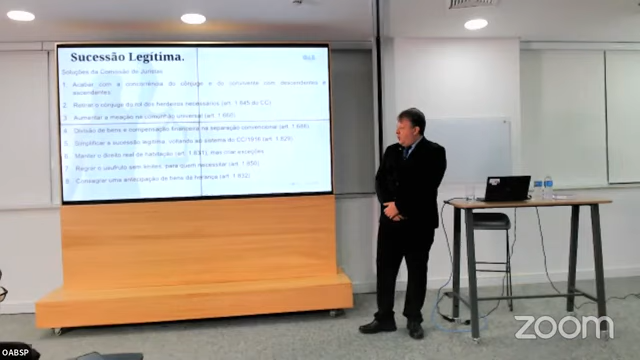 Sucessão Legítima.
Soluções da Comissão de Juristas:
1. Acabar com a concorrência do cônjuge e do convivente com descendentes e
ascendentes
2. Retirar o cônjuge do rol dos herdeiros necessários (art. 1.845 do CC)
3. Aumentar a meação na comunhão universal (art.
4. Divisão de bens e compensação financeira na separação convencional (art. 1.688)
5. Simplificar a sucessão legítima, voltando ao sistema do CC/1916 (art. 1.829)
6. Manter o direito real de habitação (art. 1.831), mas criar exceções
7. Regrar o usufruto sem
8. Consagrar uma antecipação de bens da herança (art. 1.832)
OABSP
zoom